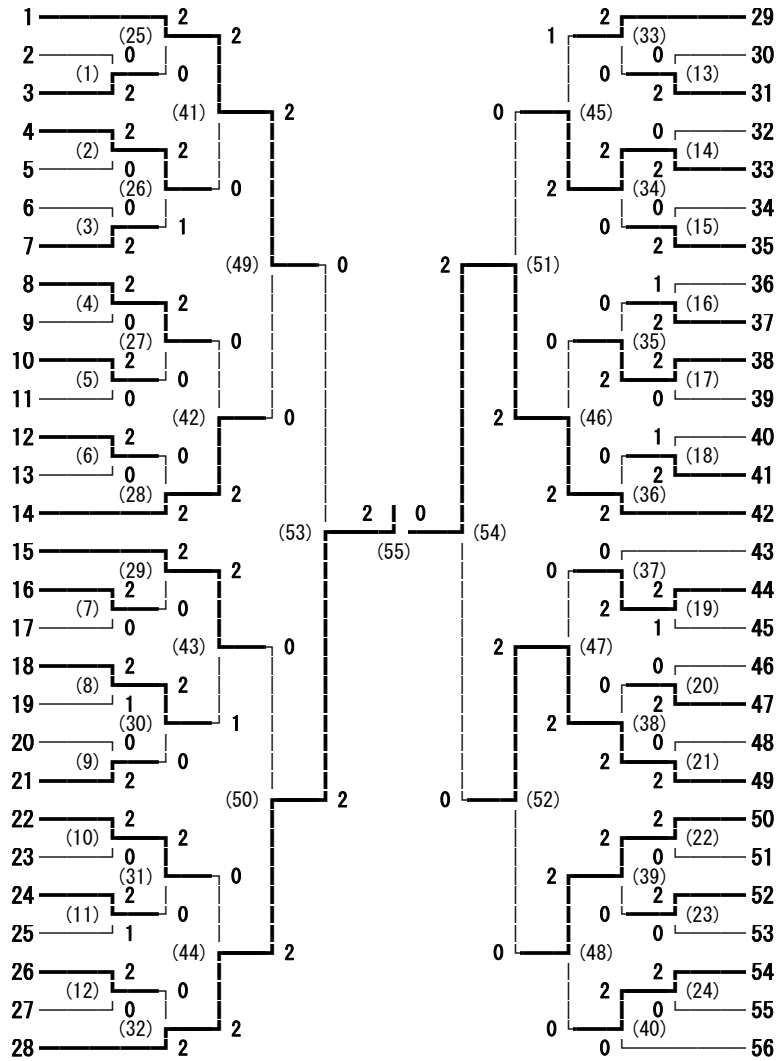 1 2 2 29
(25) 2 1 (33)
2 0 0 30
(1) 0 0 (13)
3 2 2 31
(41) 2 0 (45)
4 2 0 32
(2) 2 2 (14)
5 0 2 33
(26) 0 2 (34)
6 0 0 34
(3) 1 0 (15)
7 2 2 35
(49) 0 2 (51)
8 2 1 36
(4) 2 0 (16)
9 0 2 37
(27) 0 0 (35)
10 2 2 38
(5) 0 2 (17)
11 0 0 39
(42) 0 2 (46)
12 2 1 40
(6) 0 0 (18)
13 0 2 41
(28) 2 2 (36)
14 2 2 42
2 0
(53) (55) (54)
15 2 0 43
(29) 2 0 (37)
16 2 2 44
(7) 0 2 (19)
17 0 1 45
(43) 0 2 (47)
18 2 0 46
(8) 2 0 (20)
19 1 2 47
(30) 1 2 (38)
20 0 0 48
(9) 0 2 (21)
21 2 2 49
(50) 2 0 (52)
22 2 2 50
(10) 2 2 (22)
23 0 0 51
(31) 0 2 (39)
24 2 2 52
(11) 0 0 (23)
25 1 0 53
(44) 2 0 (48)
26 2 2 54
(12) 0 2 (24)
27 0 0 55
(32) 2 0 (40)
28 2 0 56